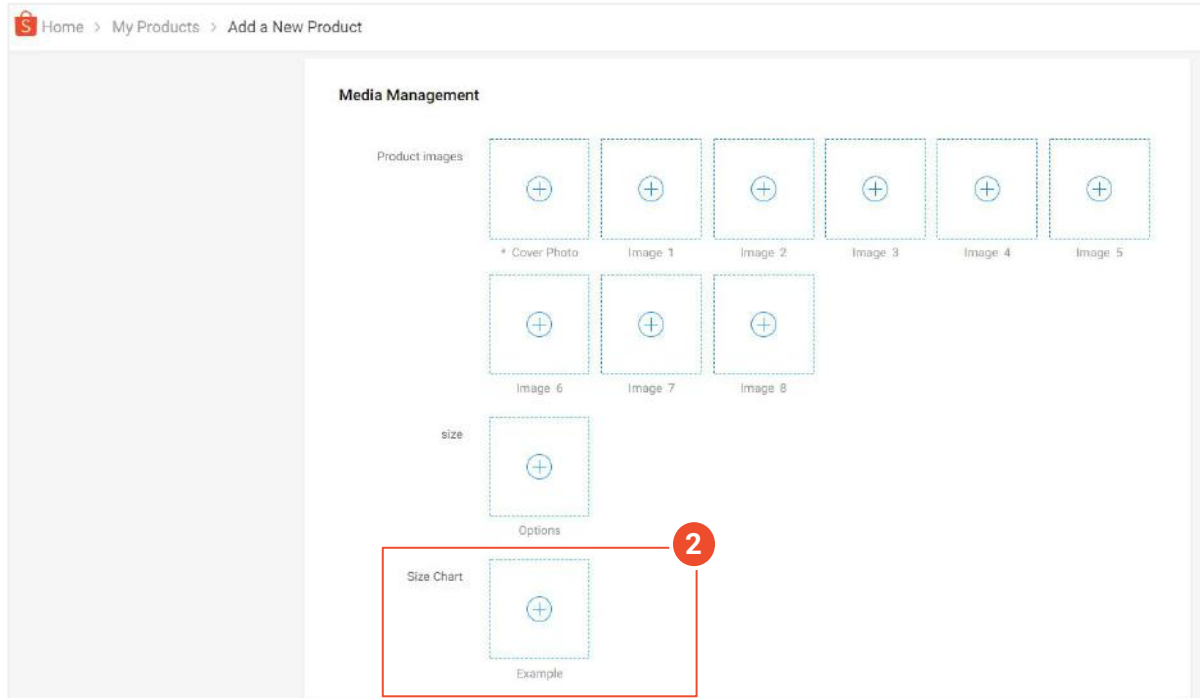 S Home > My Products > Add a New Product
Media Management
Product images
* Cover Photo Image 1 Image 2 Image 3 Image 4 Image 5
Image 6 Image 7 Image 8
size
Options
2
Size Chart
Example